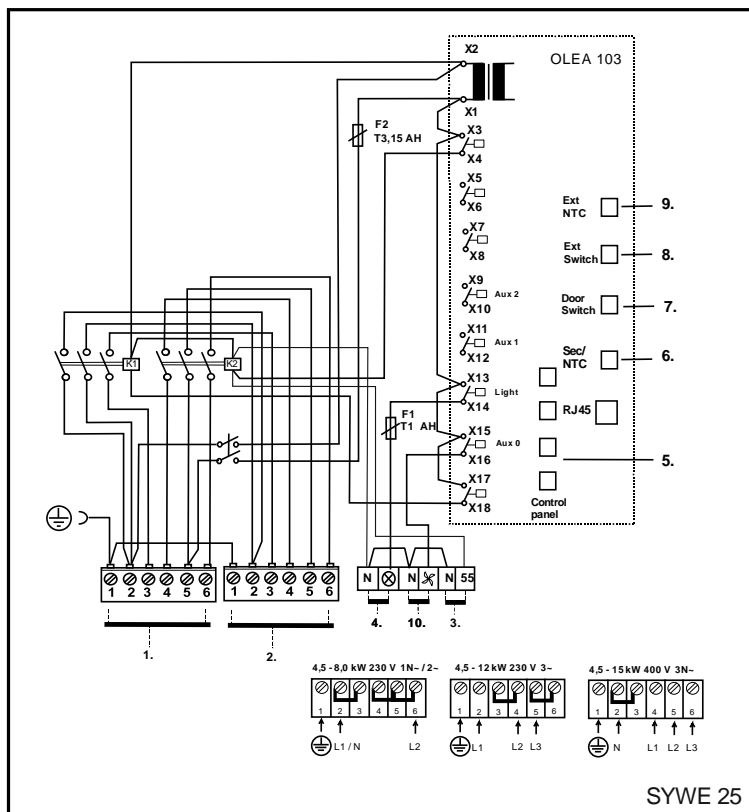 X2
OLEA 103
X1
F2
T3,15 AH
X3
X4
X5
X6
Ext
NTC
9.
X7
X8
Ext
Switch
8.
X9
Aux 2
X10
Door
Switch
7.
X11
Aux 1
X12
Sec/
NTC
6.
K1
K2
X13
Light
X14
F1
T1 AH
RJ45
X15
Aux 0
X16
5.
X17
X18
Control
panel
1 2 3 4 5 6
1 2 3 4 5 6
N N N 55
4. 10. 3.
1. 2.
4,5 - 8,0 kW 230 V 1N~ / 2~
1 2 3 4 5 6
L1 / N L2
4,5 - 12 kW 230 V 3~
1 2 3 4 5 6
L1 L2 L3
4,5 - 15 kW 400 V 3N~
1 2 3 4 5 6
N L1 L2 L3
SYWE 25